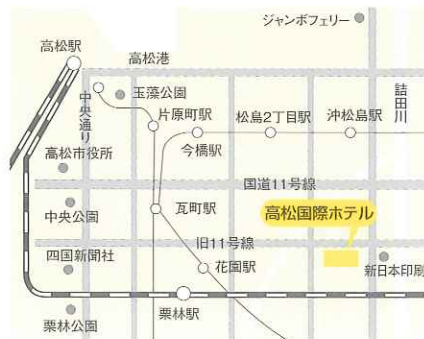 ジャンボフェリー
高松駅
高松港
玉藻公園
中央通り
片原町駅
松島2丁目駅
沖松島駅
詰田川
今橋駅
高松市役所
国道11号線
中央公園
瓦町駅
高松国際ホテル
旧11号線
四国新聞社
花園駅
新日本印刷
栗林駅
栗林公園